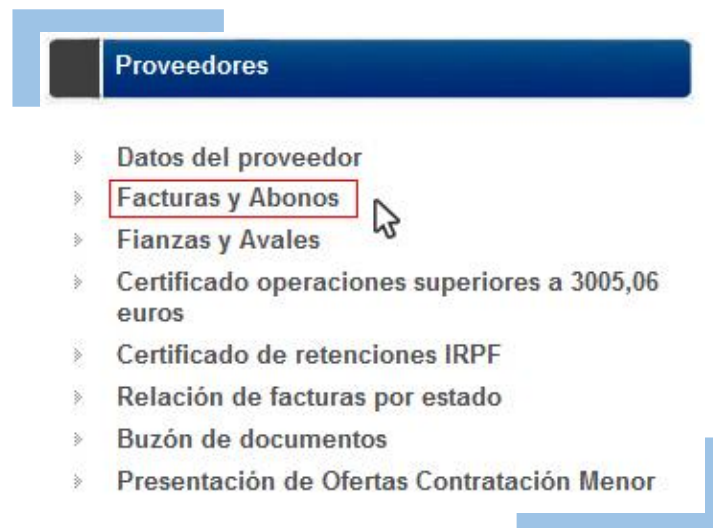 Proveedores
Datos del proveedor
Facturas y Abonos
Fianzas y Avales
Certificado operaciones superiores a 3005,06
euros
Certificado de retenciones IRPF
Relación de facturas por estado
Buzón de documentos
Presentación de Ofertas Contratación Menor